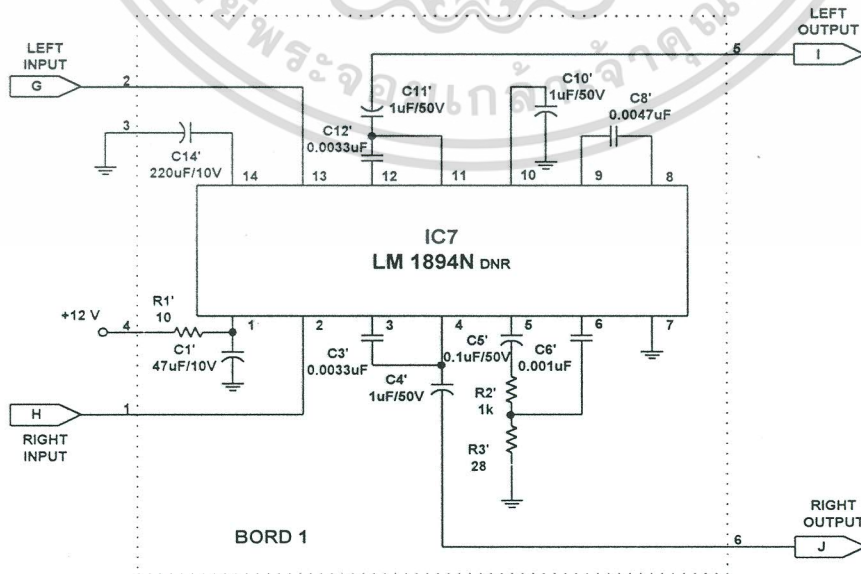 LEFT
OUTPUT
I
5
LEFT
INPUT
G
2
3
C14'
220uF/10V
C11'
1uF/50V
C12'
0.0033uF
C10'
1uF/50V
C8'
0.0047uF
14
13
12
11
10
9
8
IC7
LM 1894N DNR
+12 V
4
R1'
10
C1'
47uF/10V
1
2
3
4
5
6
7
C3'
0.0033uF
C4'
1uF/50V
C5'
0.1uF/50V
C6'
0.001uF
R2'
1k
R3'
28
H
1
RIGHT
INPUT
BORD 1
6
RIGHT
OUTPUT
J